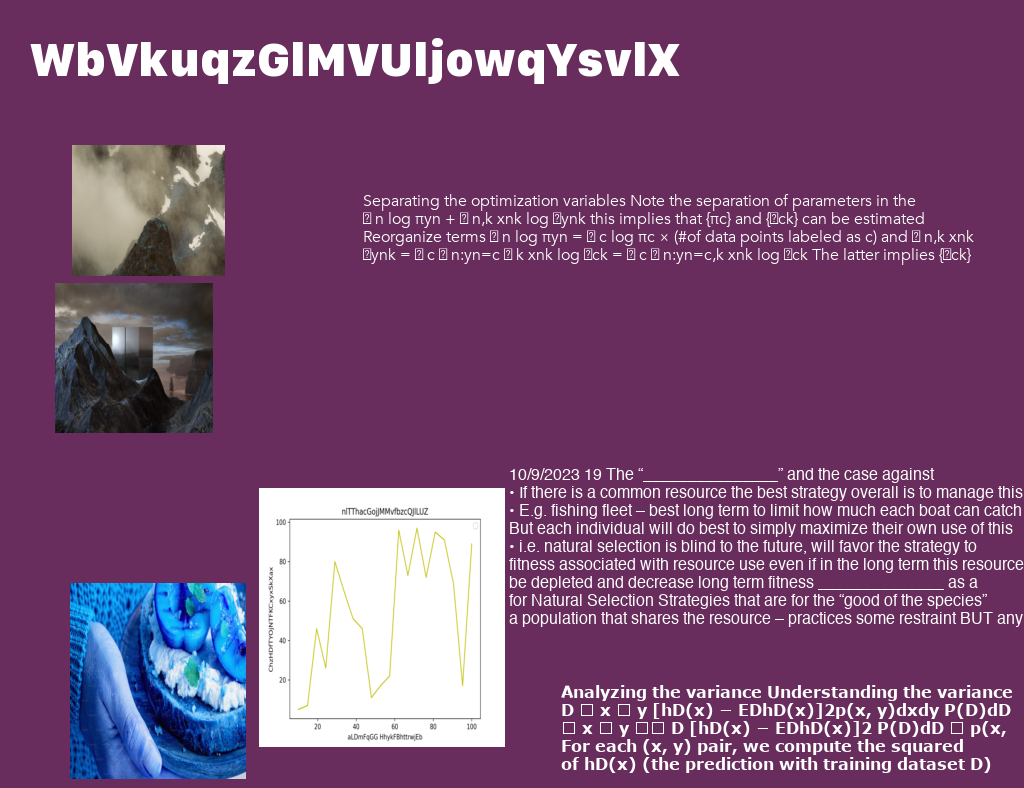 WbVkuqzGlMVUljowqYsvlX
Separating the optimization variables Note the separation of parameters in the
n log πyn + n,k xnk log ynk this implies that {πc} and {ck} can be estimated
Reorganize terms n log πyn = c log πc × (#of data points labeled as c) and n,k xnk
ynk = c n:yn=c k xnk log ck = c n:yn=c,k xnk log ck The latter implies {ck}
10/9/2023 19 The “________________” and the case against
• If there is a common resource the best strategy overall is to manage this
• E.g. fishing fleet – best long term to limit how much each boat can catch
But each individual will do best to simply maximize their own use of this
• i.e. natural selection is blind to the future, will favor the strategy to
fitness associated with resource use even if in the long term this resource
be depleted and decrease long term fitness _______________ as a
for Natural Selection Strategies that are for the “good of the species”
a population that shares the resource – practices some restraint BUT any
100
80
60
40
20
20 40 60 80 100
Analyzing the variance Understanding the variance
D x y [hD(x) − EDhD(x)]2p(x, y)dxdy P(D)dD
x y D [hD(x) − EDhD(x)]2 P(D)dD p(x,
For each (x, y) pair, we compute the squared
of hD(x) (the prediction with training dataset D)